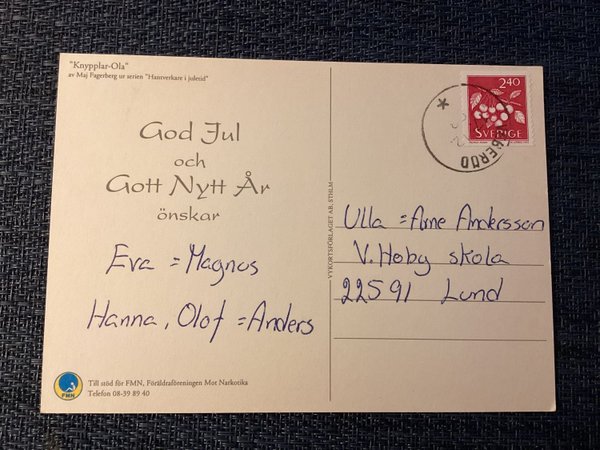 "Knypplar-Ola"
av Maj Fagerberg ur serien "Hantverkare i juletid"
God Jul
och
Gott Nytt År
önskar
Eva = Magnus
Hanna, Olof = Anders
FMN
Till stöd för FMN, Föräldraföreningen Mot Narkotika
Telefon 08-39 89 40
VYKORTSFÖRLAGET AB, STHLM
2.40
SVERIGE
Ulla = Arne Andersson
V. Hoby skola
225 91 Lund